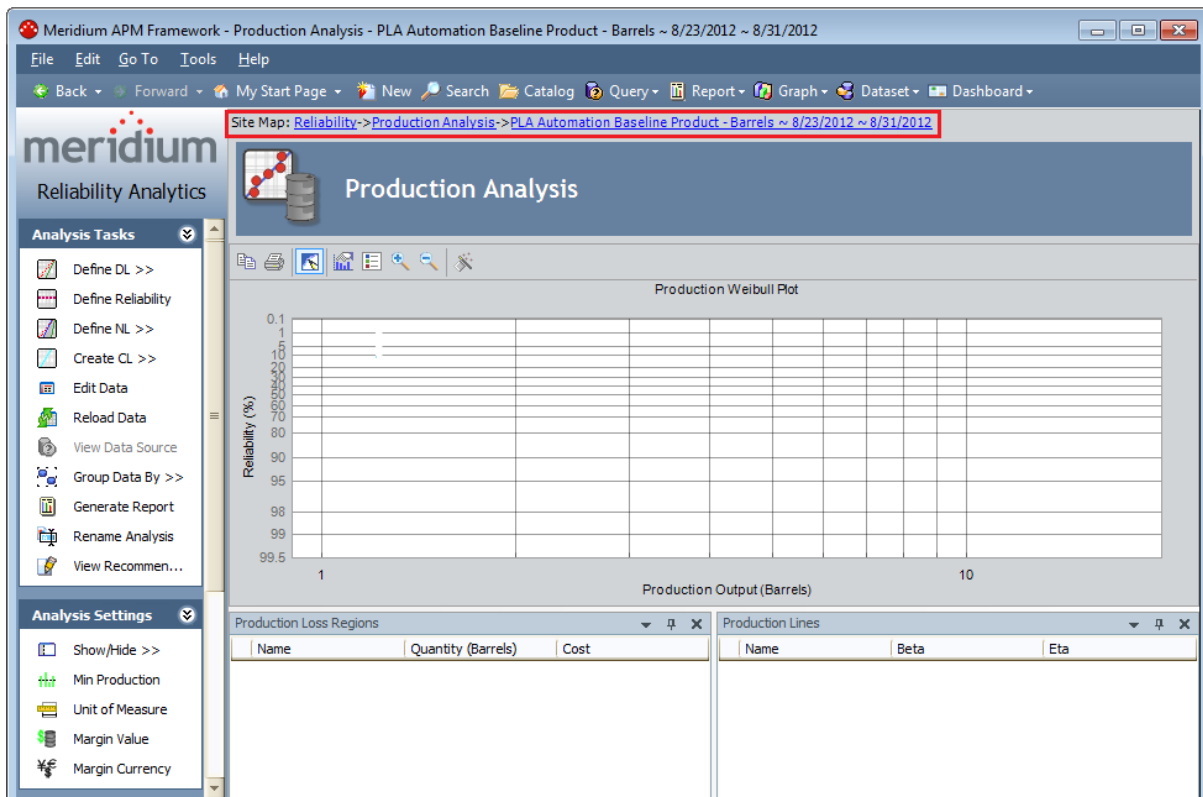 Meridium APM Framework - Production Analysis - PLA Automation Baseline Product - Barrels ~ 8/23/2012 ~ 8/31/2012
File Edit Go To Tools Help
Back Forward My Start Page New Search Catalog Query Report Graph Dataset Dashboard
Site Map: Reliability->Production Analysis->PLA Automation Baseline Product - Barrels ~ 8/23/2012 ~ 8/31/2012
meridium
Reliability Analytics
Production Analysis
Analysis Tasks
Define DL >>
Define Reliability
Define NL >>
Create CL >>
Edit Data
Reload Data
View Data Source
Group Data By >>
Generate Report
Rename Analysis
View Recommen...
Analysis Settings
Show/Hide >>
Min Production
Unit of Measure
Margin Value
Margin Currency
Production Weibull Plot
Reliability (%)
0.1
1
5
10
20
30
40
50
60
70
80
90
95
98
99
99.5
1 10
Production Output (Barrels)
Production Loss Regions
Name Quantity (Barrels) Cost
Production Lines
Name Beta Eta